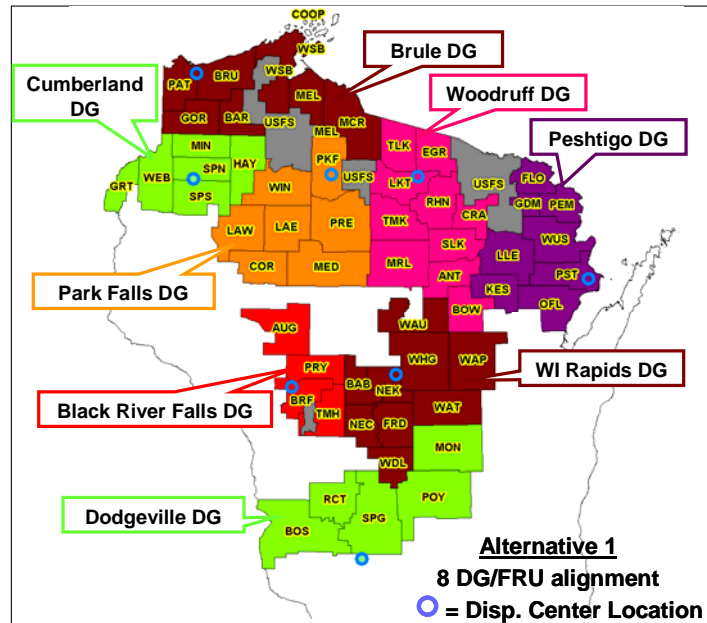 COOP
WSB
Brule DG
Cumberland
DG
PAT
BRU
WSB
MEL
Woodruff DG
GOR
BAR
USFS
MEL
MCR
TLK
EGR
Peshtigo DG
MIN
HAY
PKF
USFS
LKT
USFS
FLO
GRT
WEB
SPN
SPS
WIN
RHN
GDM
PEM
CRA
LAW
LAE
PRE
TMK
SLK
LLE
WUS
COR
MED
MRL
ANT
KES
PST
Park Falls DG
BOW
OFL
AUG
WAU
WHG
WAP
PRY
BAB
NEK
WI Rapids DG
Black River Falls DG
BRF
TMH
NEC
FRD
WAT
WDL
MON
Dodgeville DG
RCT
SPG
POY
BOS
Alternative 1
8 DG/FRU alignment
= Disp. Center Location